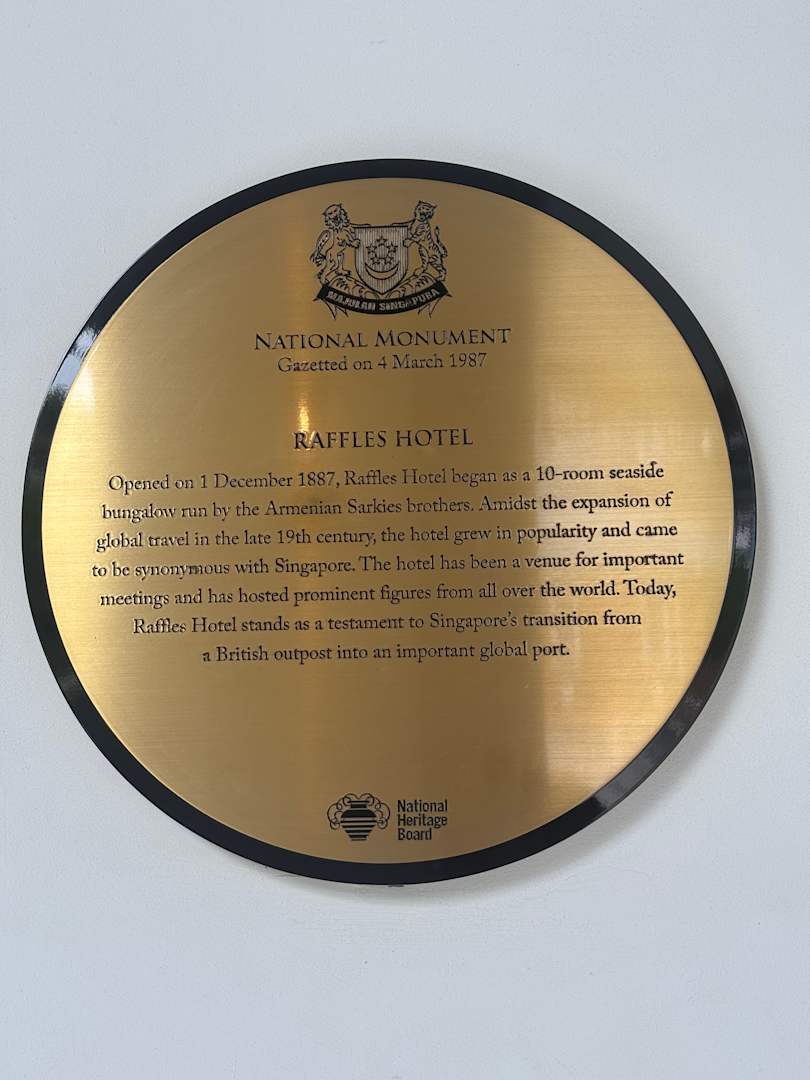 MAJULAH SINGAPURA
NATIONAL MONUMENT
Gazetted on 4 March 1987
RAFFLES HOTEL
Opened on 1 December 1887, Raffles Hotel began as a 10-room seaside
bungalow run by the Armenian Sarkies brothers. Amidst the expansion of
global travel in the late 19th century, the hotel grew in popularity and came
to be synonymous with Singapore. The hotel has been a venue for important
meetings and has hosted prominent figures from all over the world. Today,
Raffles Hotel stands as a testament to Singapore's transition from
a British outpost into an important global port.
National
Heritage
Board